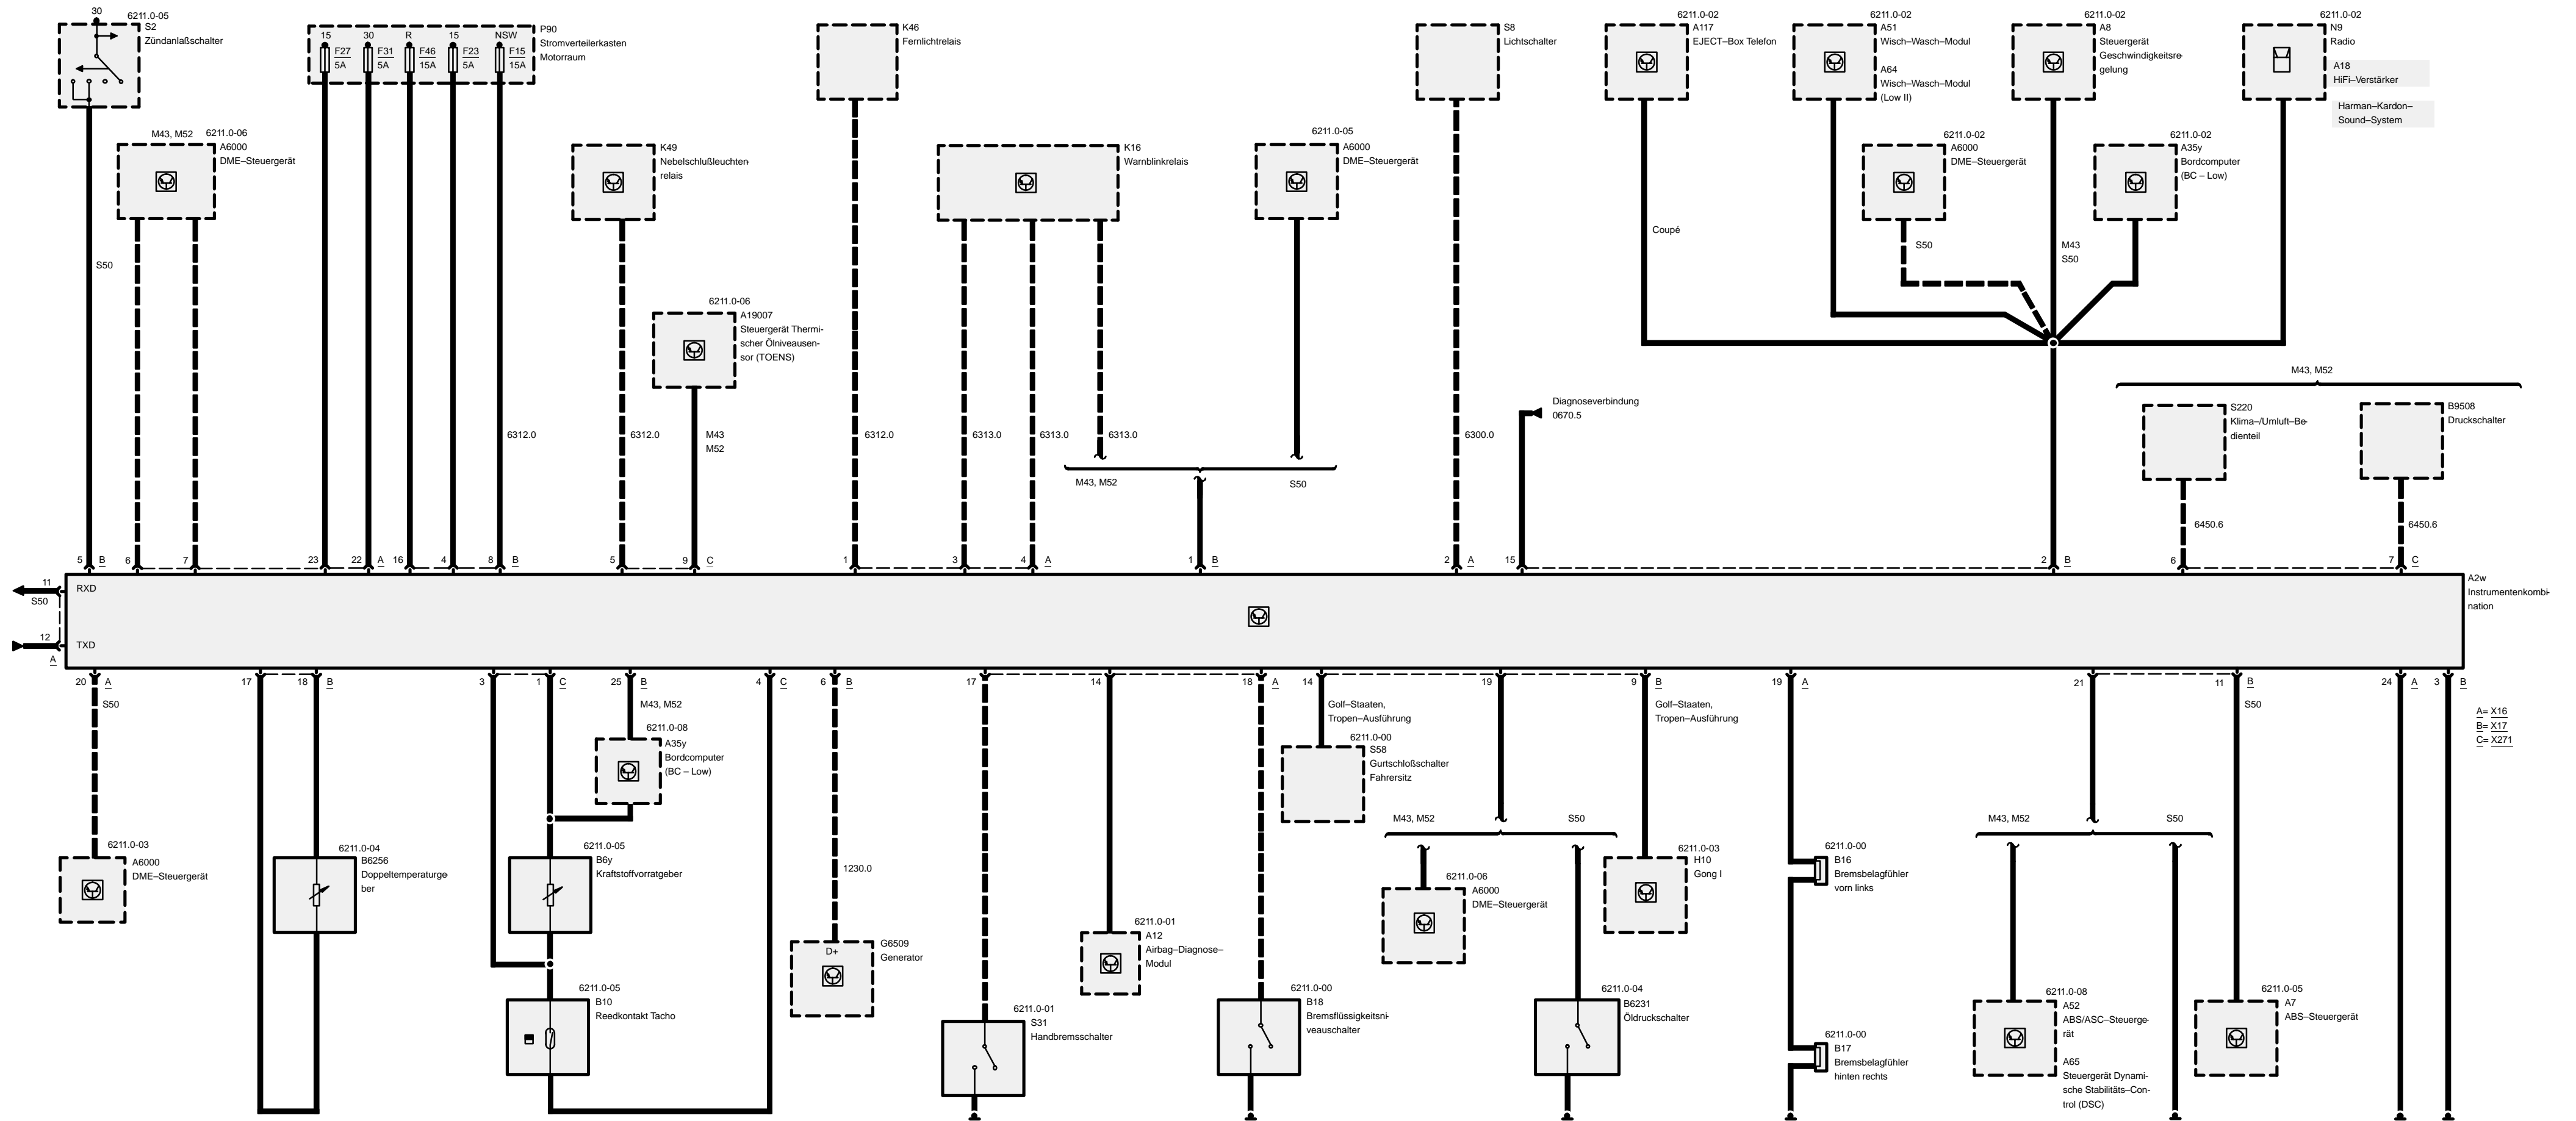 30
6211.0-05
S2
Zündanlaßschalter
15
30
R
15
NSW
F27
5A
F31
5A
F46
15A
F23
5A
F15
15A
P90
Stromverteilerkasten
Motorraum
K46
Fernlichtrelais
S8
Lichtschalter
6211.0-02
A117
EJECT–Box Telefon
6211.0-02
A51
Wisch–Wasch–Modul
A64
Wisch–Wasch–Modul
(Low II)
6211.0-02
A8
Steuergerät
Geschwindigkeitsre-
gelung
6211.0-02
N9
Radio
A18
HiFi–Verstärker
Harman–Kardon–
Sound–System
M43, M52
6211.0-06
A6000
DME–Steuergerät
K49
Nebelschlußleuchten-
relais
K16
Warnblinkrelais
6211.0-05
A6000
DME–Steuergerät
6211.0-02
A6000
DME–Steuergerät
6211.0-02
A35y
Bordcomputer
(BC – Low)
S50
Coupé
S50
M43
S50
6211.0-06
A19007
Steuergerät Thermi-
scher Ölniveausen-
sor (TOENS)
M43, M52
Diagnoseverbindung
0670.5
S220
Klima–/Umluft–Be-
dienteil
B9508
Druckschalter
6312.0
6312.0
M43
M52
6312.0
6313.0
6313.0
6313.0
6300.0
M43, M52
S50
6450.6
6450.6
5
B
6
7
23
22
A
16
4
8
B
5
9
C
1
3
4
A
1
B
2
A
15
2
B
6
7
C
11
S50
RXD
12
TXD
A
A2w
Instrumentenkombi-
nation
20
A
17
18
B
3
1
C
25
B
4
C
6
B
17
14
18
A
14
19
9
B
19
A
21
11
B
24
A
3
B
S50
M43, M52
Golf–Staaten,
Tropen–Ausführung
Golf–Staaten,
Tropen–Ausführung
S50
A= X16
B= X17
C= X271
6211.0-08
A35y
Bordcomputer
(BC – Low)
6211.0-00
S58
Gurtschloßschalter
Fahrersitz
M43, M52
S50
M43, M52
S50
6211.0-03
A6000
DME–Steuergerät
6211.0-04
B6256
Doppeltemperaturge-
ber
6211.0-05
B6y
Kraftstoffvorratgeber
1230.0
6211.0-06
A6000
DME–Steuergerät
6211.0-03
H10
Gong I
6211.0-00
B16
Bremsbelagfühler
vorn links
D+
G6509
Generator
6211.0-01
A12
Airbag–Diagnose–
Modul
6211.0-05
B10
Reedkontakt Tacho
6211.0-01
S31
Handbremsschalter
6211.0-00
B18
Bremsflüssigkeitsni-
veauschalter
6211.0-04
B6231
Öldruckschalter
6211.0-00
B17
Bremsbelagfühler
hinten rechts
6211.0-08
A52
ABS/ASC–Steuerge-
rät
A65
Steuergerät Dynami-
sche Stabilitäts–Con-
trol (DSC)
6211.0-05
A7
ABS–Steuergerät